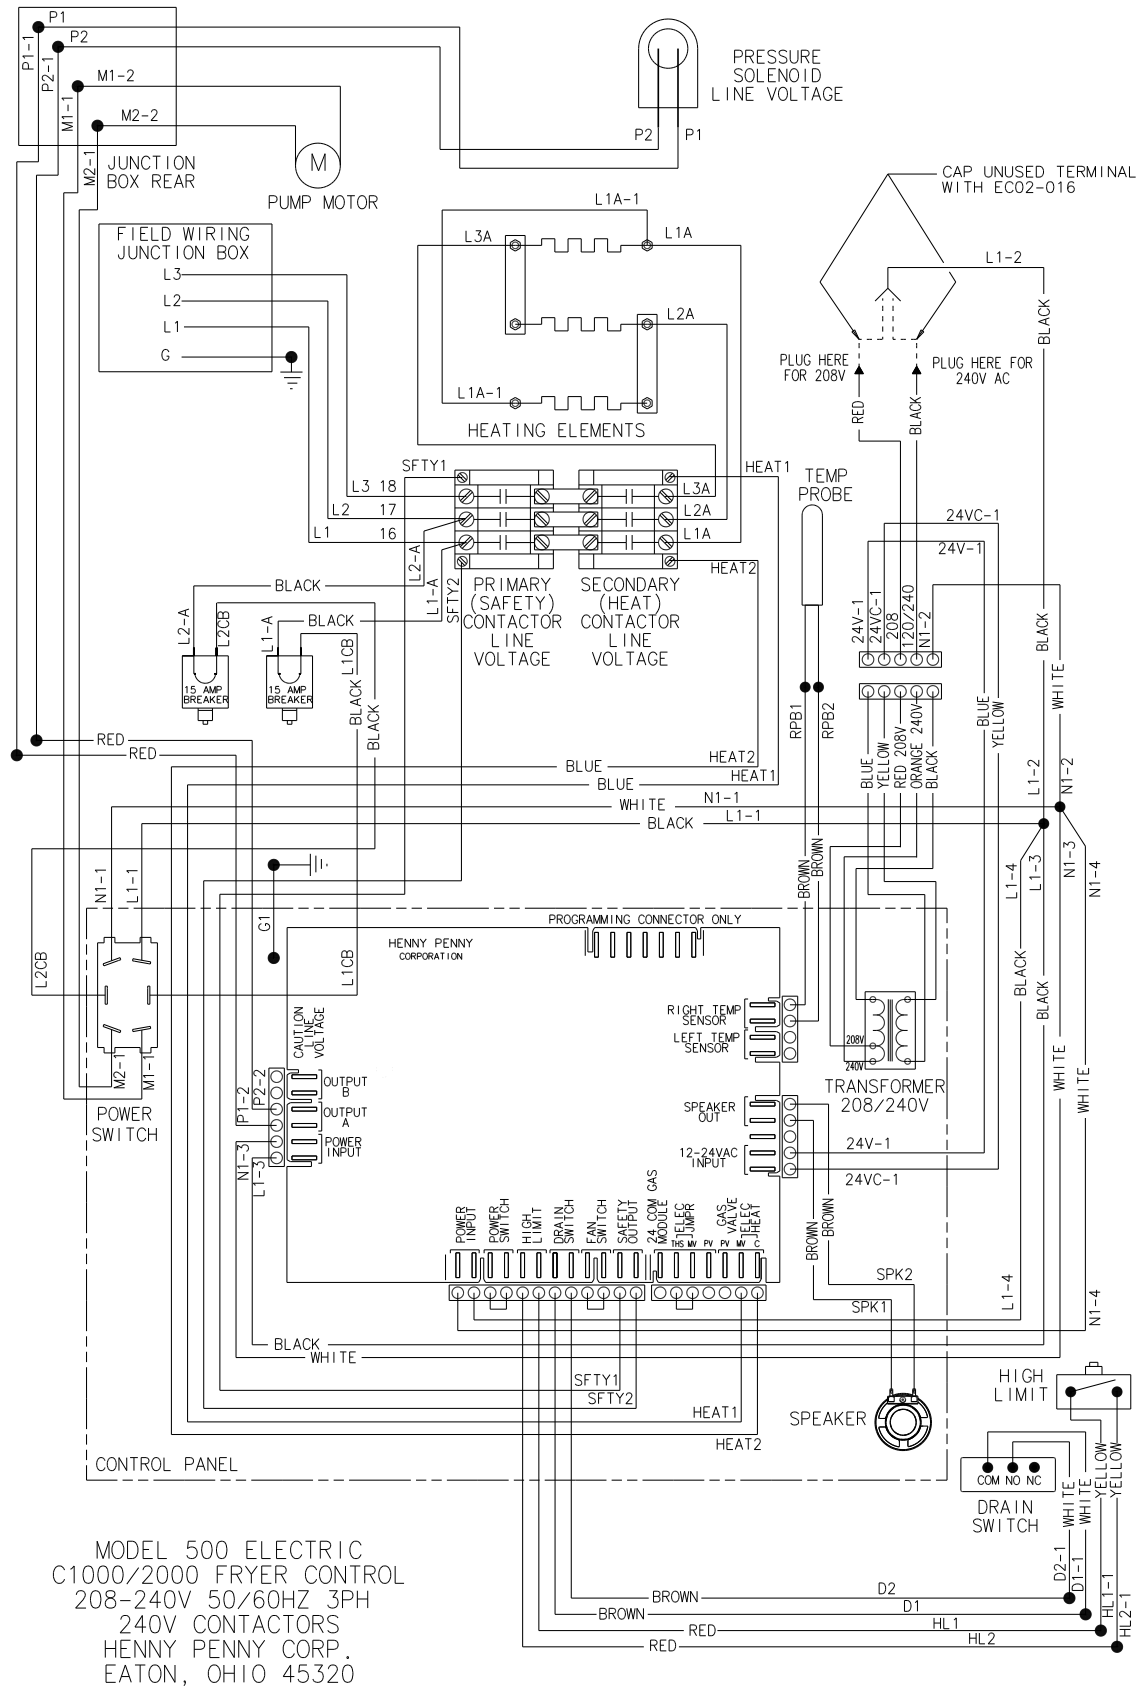 P1
P2
P1-1
P2-1
M1-2
M1-1
M2-2
M2-1
JUNCTION
BOX REAR
M
PUMP MOTOR
P2
P1
PRESSURE
SOLENOID
LINE VOLTAGE
CAP UNUSED TERMINAL
WITH EC02-016
FIELD WIRING
JUNCTION BOX
L3
L2
L1
G
L1A-1
L3A
L1A
L2A
L1A-1
HEATING ELEMENTS
L1-2
BLACK
PLUG HERE
FOR 208V
PLUG HERE FOR
240V AC
RED
BLACK
SFTY1
HEAT1
L3 18
L2 17
L1 16
L3A
L2A
L1A
HEAT2
L2-A
L1-A
SFTY2
PRIMARY
(SAFETY)
CONTACTOR
LINE
VOLTAGE
SECONDARY
(HEAT)
CONTACTOR
LINE
VOLTAGE
TEMP
PROBE
24VC-1
24V-1
BLACK
BLACK
L2-A
L2CB
L1-A
L1CB
15 AMP
BREAKER
15 AMP
BREAKER
BLACK
BLACK
24V-1
24VC-1
208
120/240
N1-2
BLACK
WHITE
RPB1
RPB2
BLUE
YELLOW
BLUE
YELLOW
RED 208V
ORANGE 240V
BLACK
RED
RED
BLUE
HEAT2
BLUE
HEAT1
WHITE
N1-1
BLACK
L1-1
L1-2
N1-2
BROWN
BROWN
L1-4
L1-3
N1-3
N1-4
N1-1
L1-1
G1
PROGRAMMING CONNECTOR ONLY
HENNY PENNY
CORPORATION
L2CB
L1CB
BLACK
BLACK
CAUTION
LINE
VOLTAGE
RIGHT TEMP
SENSOR
LEFT TEMP
SENSOR
208V
240V
TRANSFORMER
208/240V
WHITE
WHITE
M2-1
M1-1
POWER
SWITCH
P1-2
P2-2
OUTPUT
B
OUTPUT
A
POWER
INPUT
N1-3
L1-3
SPEAKER
OUT
12-24VAC
INPUT
24V-1
24VC-1
POWER
INPUT
POWER
SWITCH
HIGH
LIMIT
DRAIN
SWITCH
FAN
SWITCH
SAFETY
OUTPUT
24 COM GAS
MODULE
ELEC
JMPR
GAS
VALVE
ELEC
HEAT
THS MV PV PV MV C
BROWN
BROWN
SPK2
SPK1
L1-4
N1-4
BLACK
WHITE
SFTY1
SFTY2
HEAT1
HEAT2
SPEAKER
HIGH
LIMIT
CONTROL PANEL
COM NO NC
DRAIN
SWITCH
WHITE
WHITE
YELLOW
YELLOW
D2-1
D1-1
HL1-1
HL2-1
BROWN
D2
BROWN
D1
RED
HL1
RED
HL2
MODEL 500 ELECTRIC
C1000/2000 FRYER CONTROL
208-240V 50/60HZ 3PH
240V CONTACTORS
HENNY PENNY CORP.
EATON, OHIO 45320